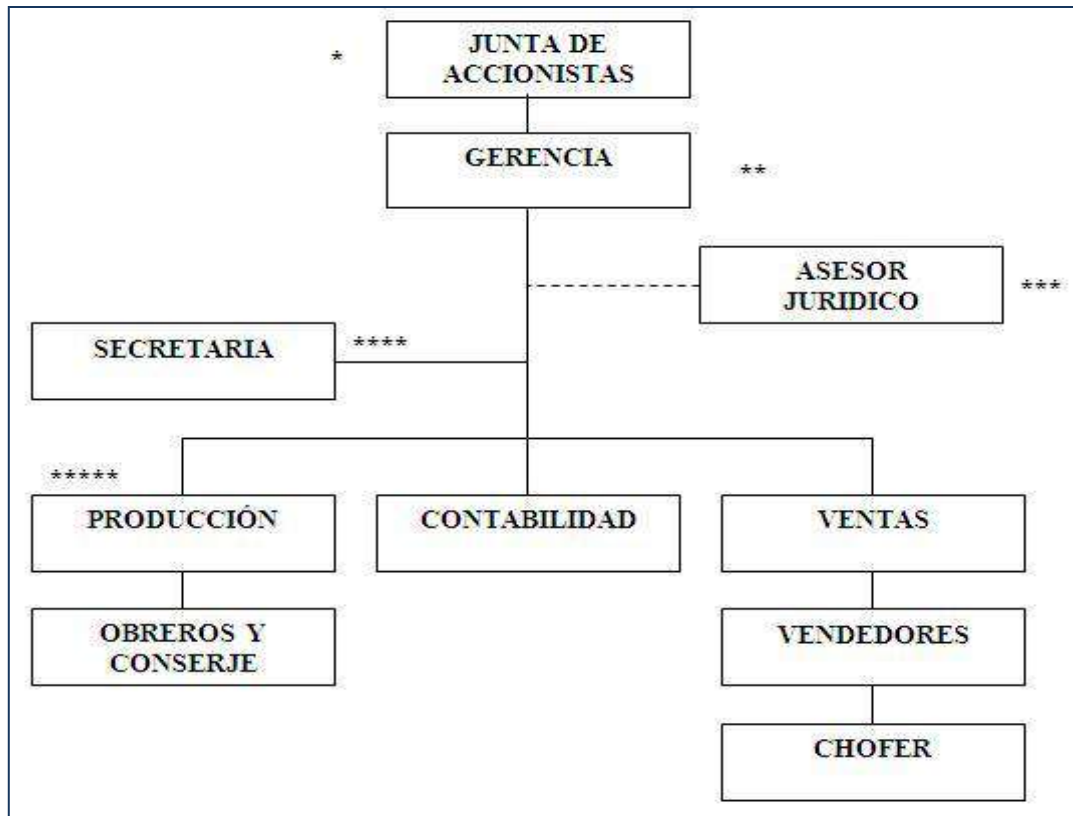 *
JUNTA DE
ACCIONISTAS
GERENCIA
**
ASESOR
JURIDICO
***
SECRETARIA
****
*****
PRODUCCIÓN
CONTABILIDAD
VENTAS
OBREROS Y
CONSERJE
VENDEDORES
CHOFER